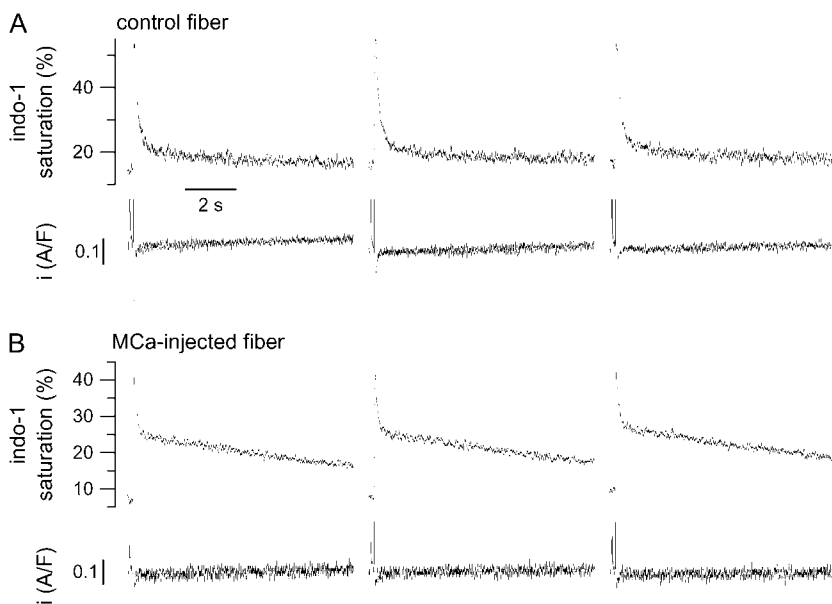 A
control fiber
indo-1
saturation (%)
40
20
2 s
i (A/F)
0.1
B
MCa-injected fiber
indo-1
saturation (%)
40
30
20
10
i (A/F)
0.1